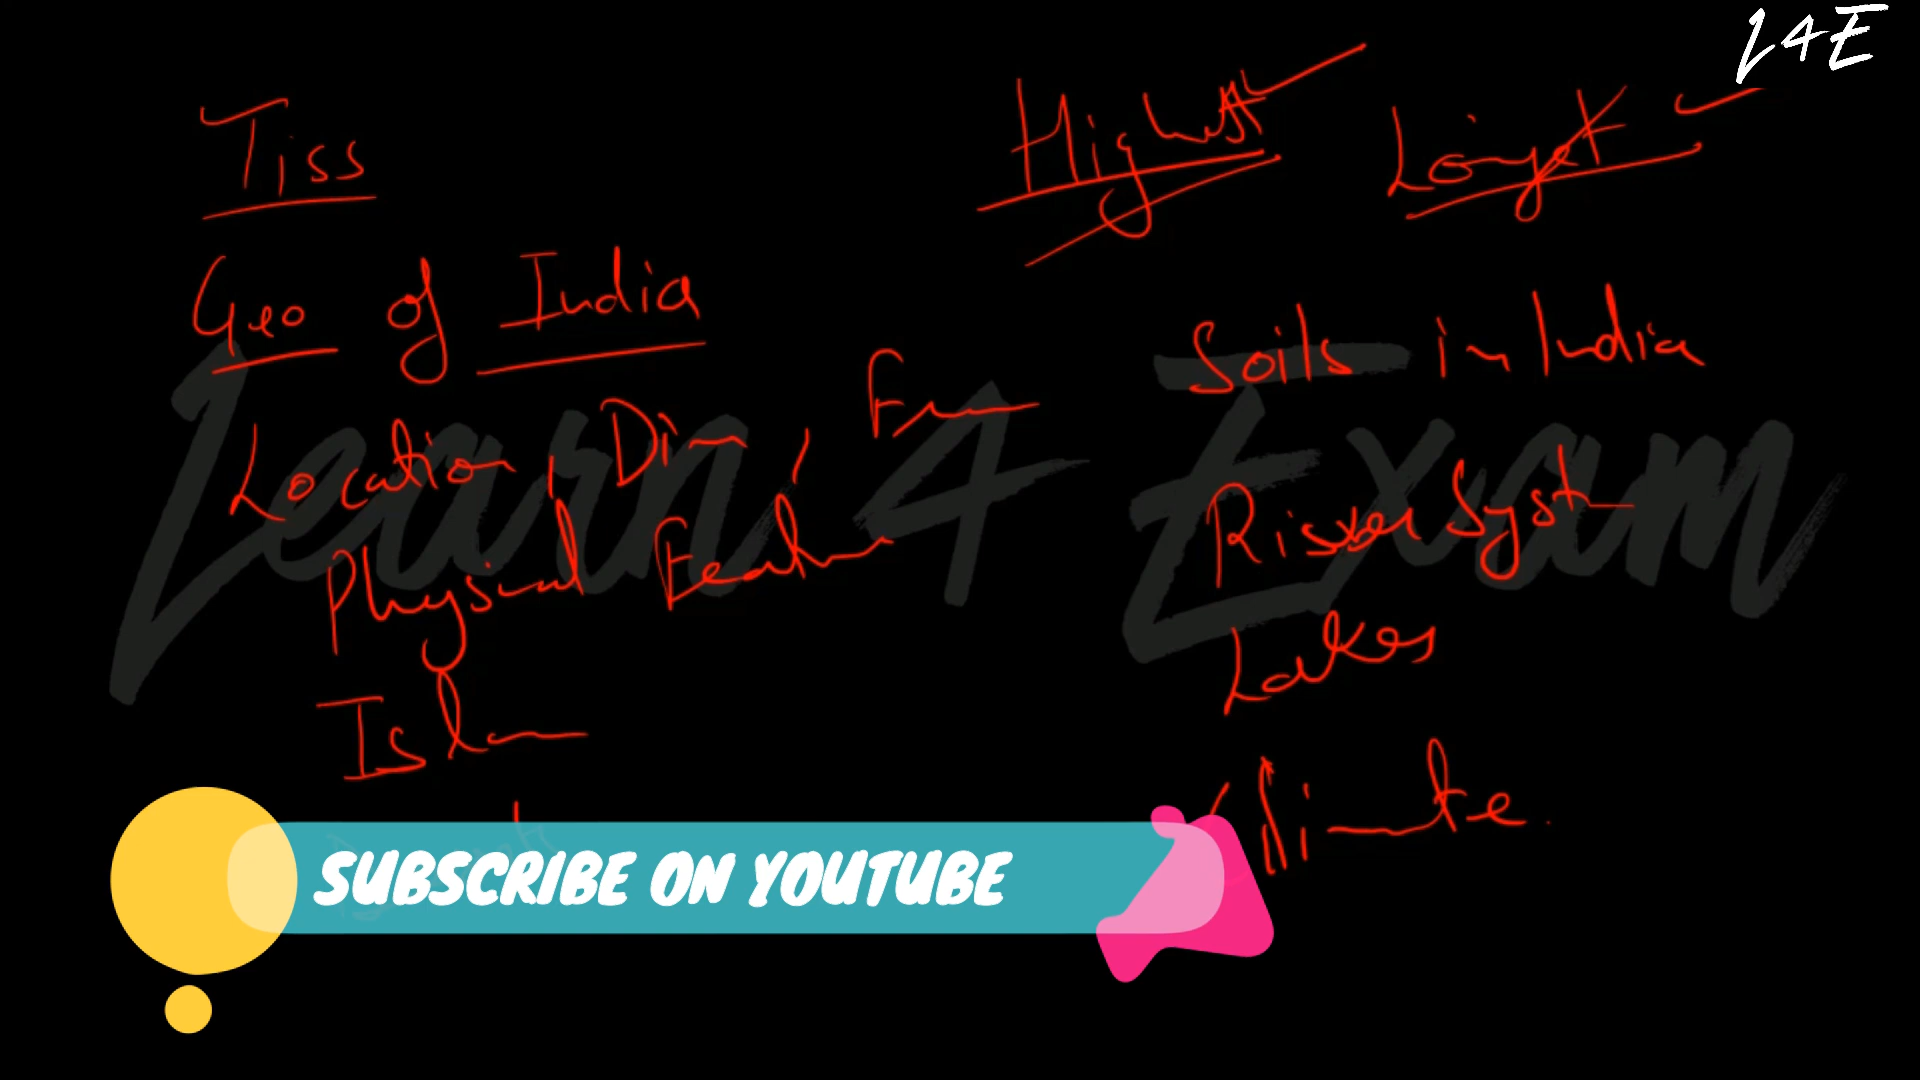 L4E
Tiss
Highest
Longest
Geo of India
Location, Dim,
Physical
Islan
Soils in India
River Syst
Lakes
Climate.
Learn 4 Exam
SUBSCRIBE ON YOUTUBE